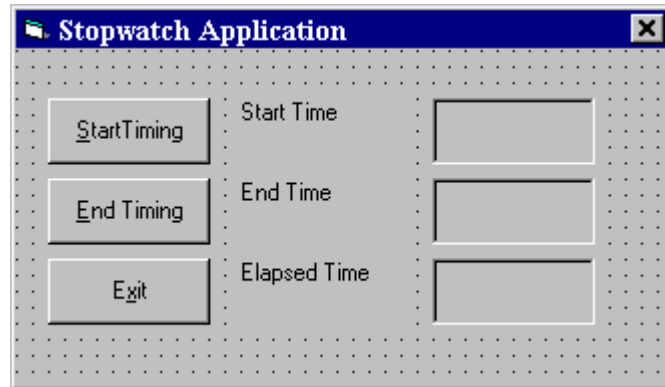 Stopwatch Application
StartTiming
Start Time
End Timing
End Time
Exit
Elapsed Time